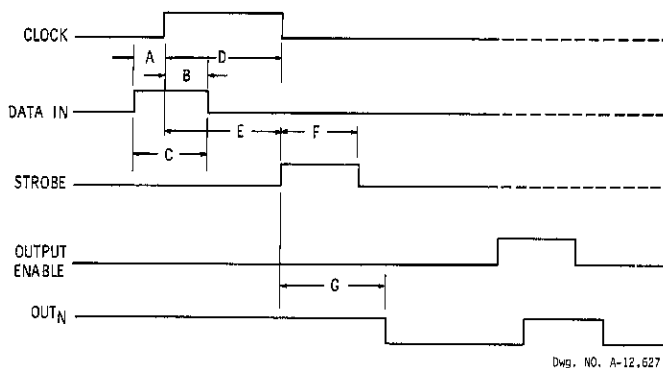 CLOCK
A
D
B
DATA IN
E
F
C
STROBE
OUTPUT
ENABLE
G
OUTN
Dwg. NO. A-12,627